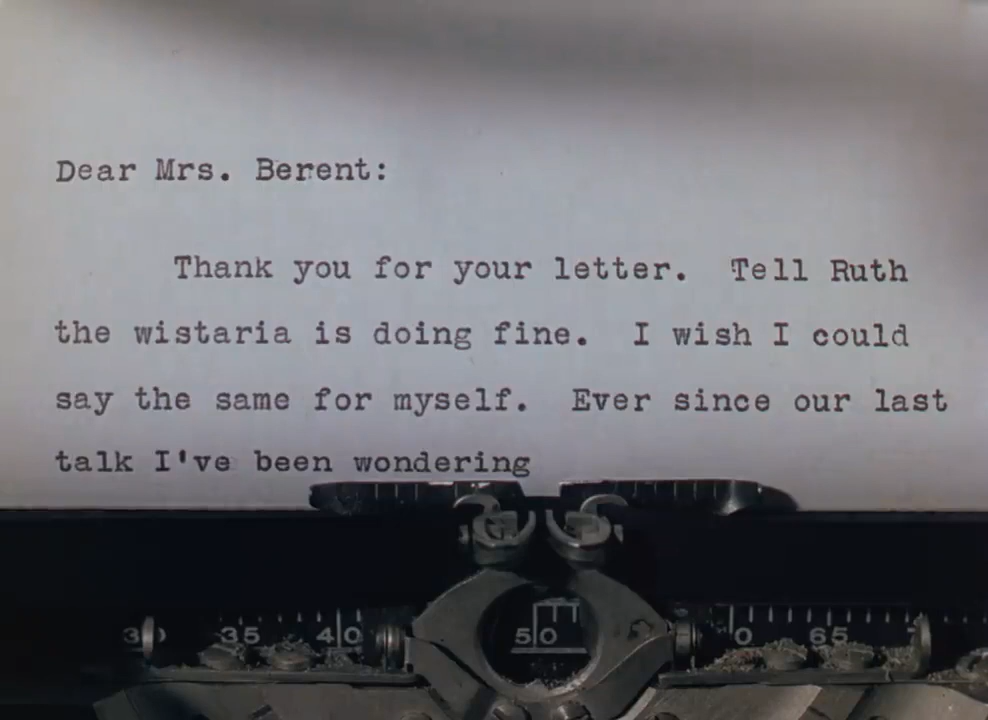 Dear Mrs. Berent:
Thank you for your letter. Tell Ruth
the wistaria is doing fine. I wish I could
say the same for myself. Ever since our last
talk I've been wondering
35 40 50 65